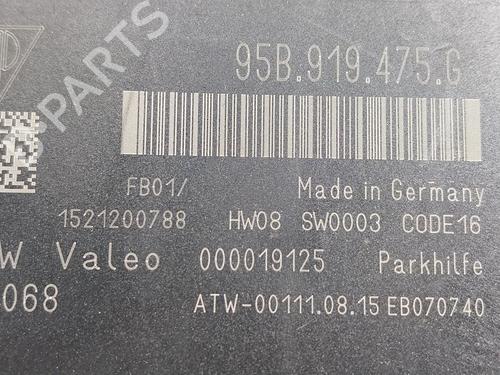 95B.919.475.G
FB01/ Made in Germany
1521200788 HW08 SW0003 CODE16
W Valeo 000019125 Parkhilfe
068 ATW-00111.08.15 EB070740